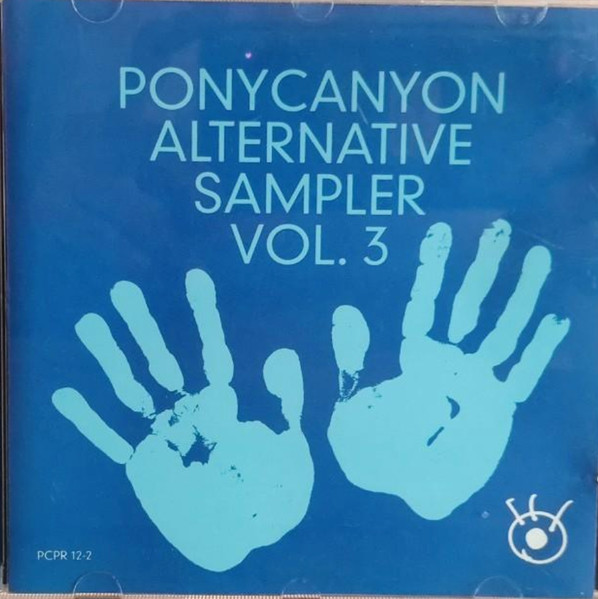 PONYCANYON
ALTERNATIVE
SAMPLER
VOL. 3
PCPR 12-2